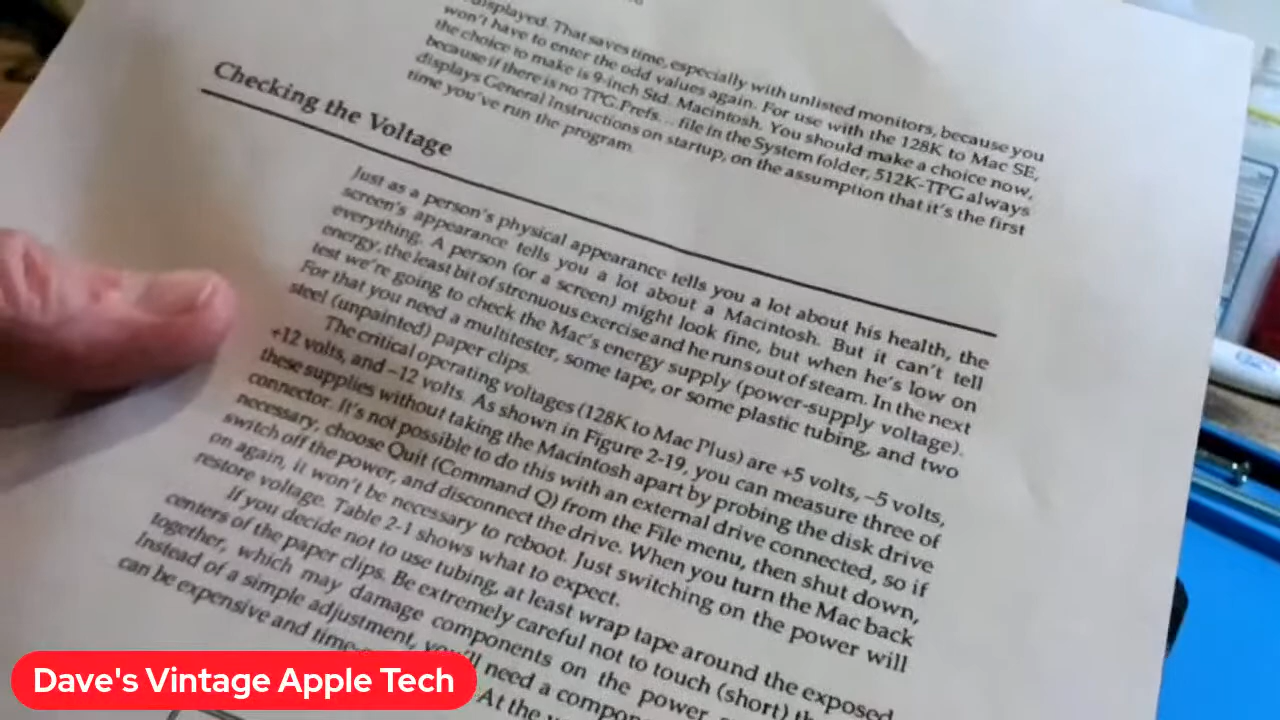 displayed. That saves time, especially with unlisted monitors, because you
won't have to enter the odd values again. For use with the 128K to Mac SE,
the choice to make is 9-inch Std. Macintosh. You should make a choice now,
because if there is no TPG.Prefs... file in the System folder, 512K-TPG always
displays General Instructions on startup, on the assumption that it's the first
time you've run the program.
Checking the Voltage
Just as a person's physical appearance tells you a lot about his health, the
screen's appearance tells you a lot about a Macintosh. But it can't tell
everything. A person (or a screen) might look fine, but when he's low on
energy, the least bit of strenuous exercise and he runs out of steam. In the next
test we're going to check the Mac's energy supply (power-supply voltage).
For that you need a multitester, some tape, or some plastic tubing, and two
steel (unpainted) paper clips.
The critical operating voltages (128K to Mac Plus) are +5 volts, –5 volts,
+12 volts, and –12 volts. As shown in Figure 2-19, you can measure three of
these supplies without taking the Macintosh apart by probing the disk drive
connector. It's not possible to do this with an external drive connected, so if
necessary, choose Quit (Command Q) from the File menu, then shut down,
switch off the power, and disconnect the drive. When you turn the Mac back
on again, it won't be necessary to reboot. Just switching on the power will
restore voltage. Table 2-1 shows what to expect.
If you decide not to use tubing, at least wrap tape around the exposed
centers of the paper clips. Be extremely careful not to touch (short)
together, which may damage components on the power
Instead of a simple adjustment, you'll need a
can be expensive and
At the
Dave's Vintage Apple Tech